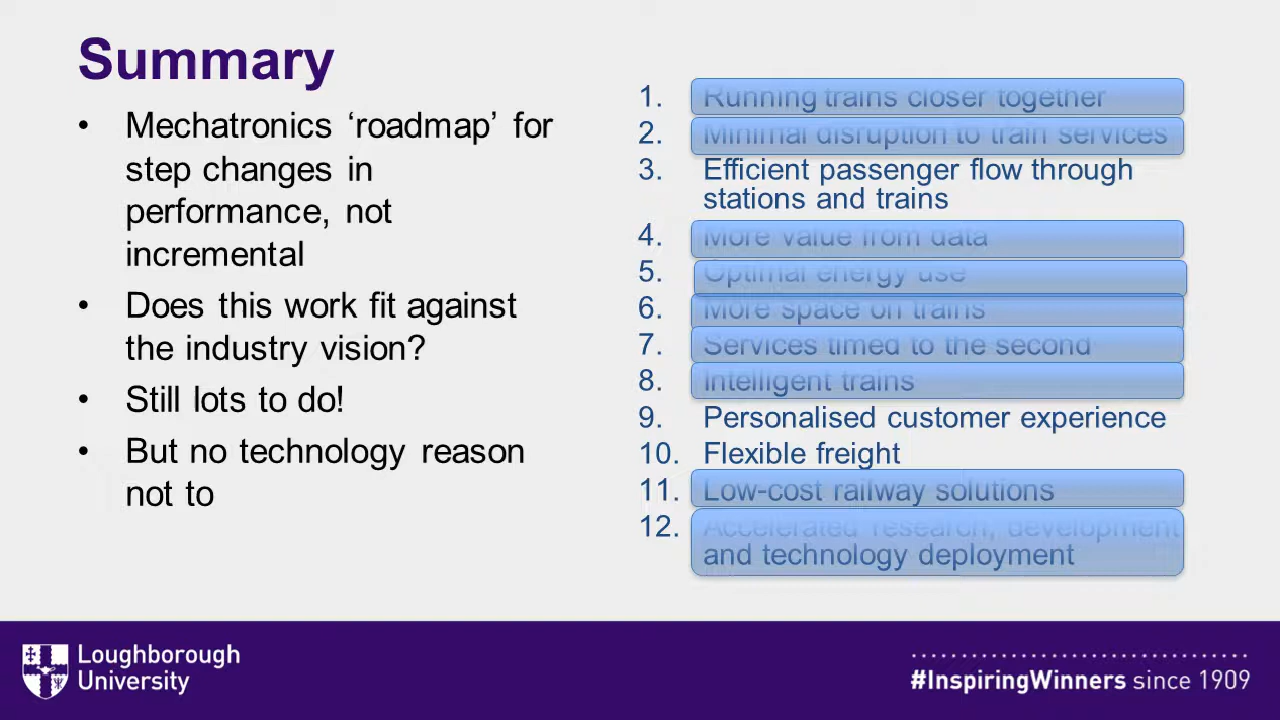 Summary
• Mechatronics ‘roadmap’ for
step changes in
performance, not
incremental
• Does this work fit against
the industry vision?
• Still lots to do!
• But no technology reason
not to
1. Running trains closer together
2. Minimal disruption to train services
3. Efficient passenger flow through
stations and trains
4. More value from data
5. Optimal energy use
6. More space on trains
7. Services timed to the second
8. Intelligent trains
9. Personalised customer experience
10. Flexible freight
11. Low-cost railway solutions
12. Accelerated research, development
and technology deployment
Loughborough
University
#InspiringWinners since 1909